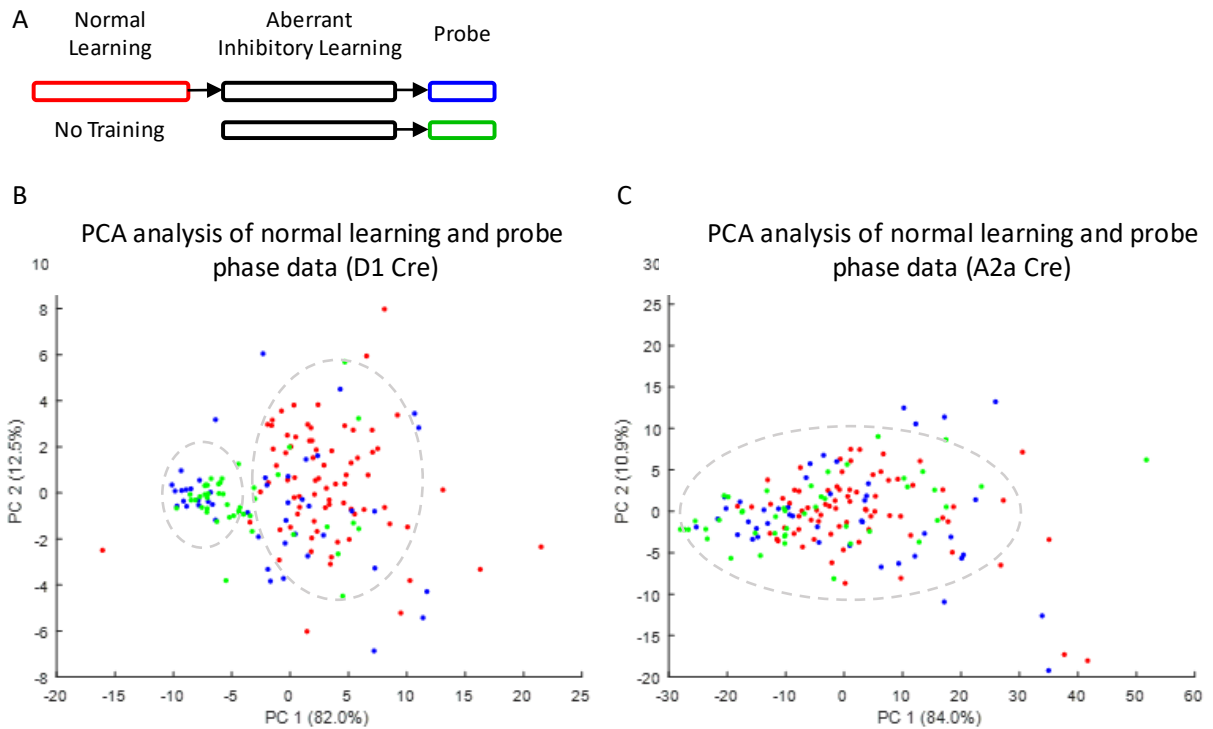 A
Normal
Learning
Aberrant
Inhibitory Learning
Probe
No Training
B
PCA analysis of normal learning and probe
phase data (D1 Cre)
10
8
6
4
2
0
-2
-4
-6
-8
PC 2 (12.5%)
-20 -15 -10 -5 0 5 10 15 20 25
PC 1 (82.0%)
C
PCA analysis of normal learning and probe
phase data (A2a Cre)
30
25
20
15
10
5
0
-5
-10
-15
-20
PC 2 (10.9%)
-30 -20 -10 0 10 20 30 40 50 60
PC 1 (84.0%)